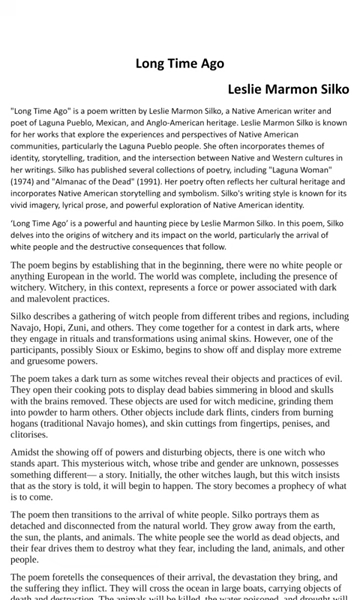 Long Time Ago
Leslie Marmon Silko
"Long Time Ago" is a poem written by Leslie Marmon Silko, a Native American writer and
poet of Laguna Pueblo, Mexican, and Anglo-American heritage. Leslie Marmon Silko is known
for her works that explore the experiences and perspectives of Native American
communities, particularly the Laguna Pueblo people. She often incorporates themes of
identity, storytelling, tradition, and the intersection between Native and Western cultures in
her writings. Silko has published several collections of poetry, including "Laguna Woman"
(1974) and "Almanac of the Dead" (1991). Her poetry often reflects her cultural heritage and
incorporates Native American storytelling and symbolism. Silko's writing style is known for its
vivid imagery, lyrical prose, and powerful exploration of Native American identity.
'Long Time Ago' is a powerful and haunting piece by Leslie Marmon Silko. In this poem, Silko
delves into the origins of witchery and its impact on the world, particularly the arrival of
white people and the destructive consequences that follow.
The poem begins by establishing that in the beginning, there were no white people or
anything European in the world. The world was complete, including the presence of
witchery. Witchery, in this context, represents a force or power associated with dark
and malevolent practices.
Silko describes a gathering of witch people from different tribes and regions, including
Navajo, Hopi, Zuni, and others. They come together for a contest in dark arts, where
they engage in rituals and transformations using animal skins. However, one of the
participants, possibly Sioux or Eskimo, begins to show off and display more extreme
and gruesome powers.
The poem takes a dark turn as some witches reveal their objects and practices of evil.
They open their cooking pots to display dead babies simmering in blood and skulls
with the brains removed. These objects are used for witch medicine, grinding them
into powder to harm others. Other objects include dark flints, cinders from burning
hogans (traditional Navajo homes), and skin cuttings from fingertips, penises, and
clitorises.
Amidst the showing off of powers and disturbing objects, there is one witch who
stands apart. This mysterious witch, whose tribe and gender are unknown, possesses
something different— a story. Initially, the other witches laugh, but this witch insists
that as the story is told, it will begin to happen. The story becomes a prophecy of what
is to come.
The poem then transitions to the arrival of white people. Silko portrays them as
detached and disconnected from the natural world. They grow away from the earth,
the sun, the plants, and animals. The white people see the world as dead objects, and
their fear drives them to destroy what they fear, including the land, animals, and other
people.
The poem foretells the consequences of their arrival, the devastation they bring, and
the suffering they inflict. They will cross the ocean in large boats, carrying objects of
death and destruction. The animals will be killed, the water poisoned, and drought will